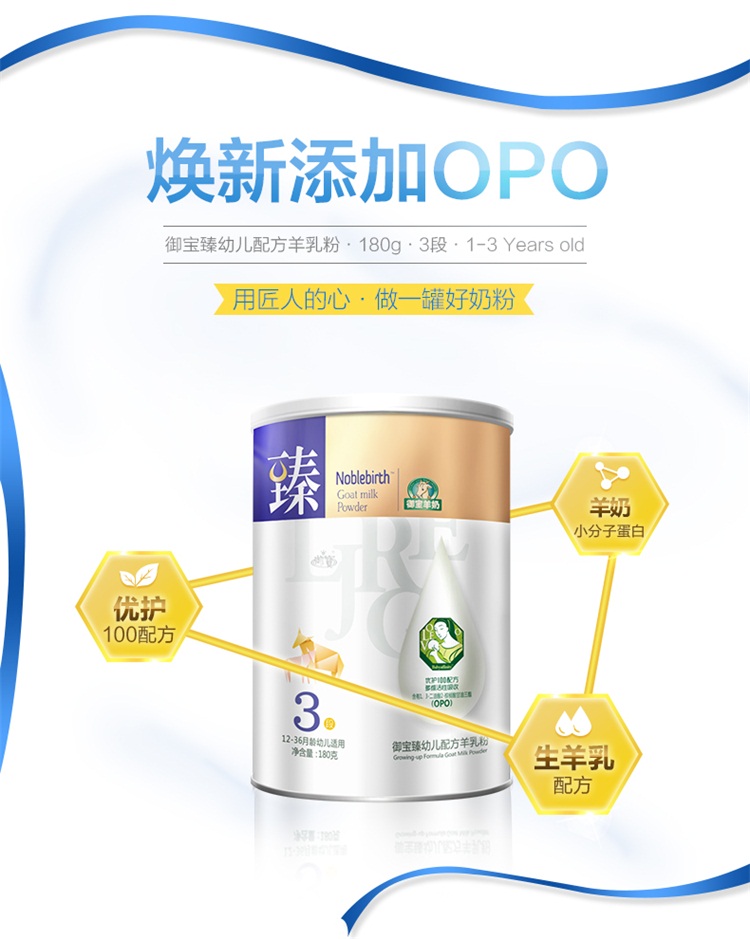 焕新添加OPO
御宝臻幼儿配方羊乳粉 · 180g · 3段 · 1-3 Years old
用匠人的心 · 做一罐好奶粉
臻
Noblebirth™
Goat milk
Powder
御宝羊奶
羊奶
小分子蛋白
优护
100配方
优护100配方
(OPO)
3段
12-36月龄幼儿适用
净含量:180克
御宝臻幼儿配方羊乳粉
Growing-up Formula Goat Milk Powder
生羊乳
配方